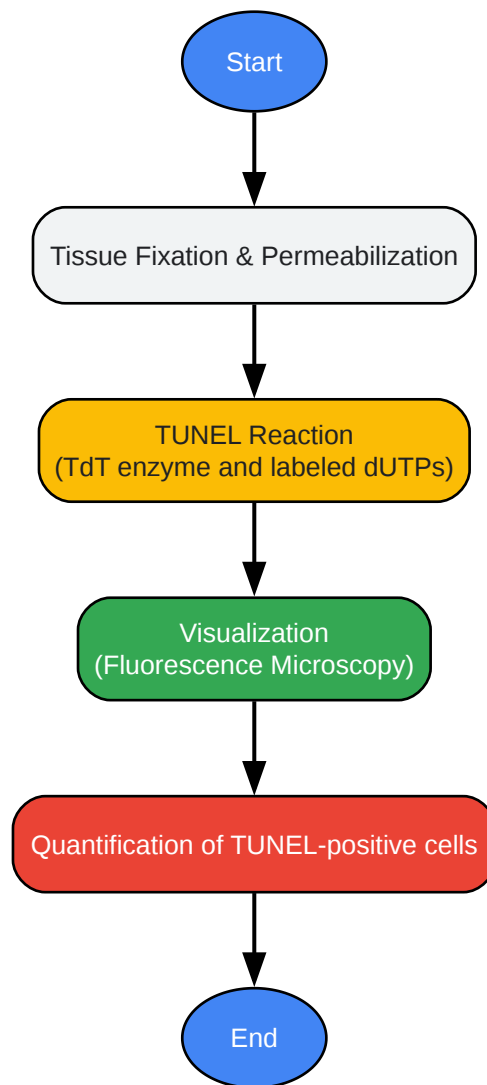 Start
Tissue Fixation & Permeabilization
TUNEL Reaction
(TdT enzyme and labeled dUTPs)
Visualization
(Fluorescence Microscopy)
Quantification of TUNEL-positive cells
End